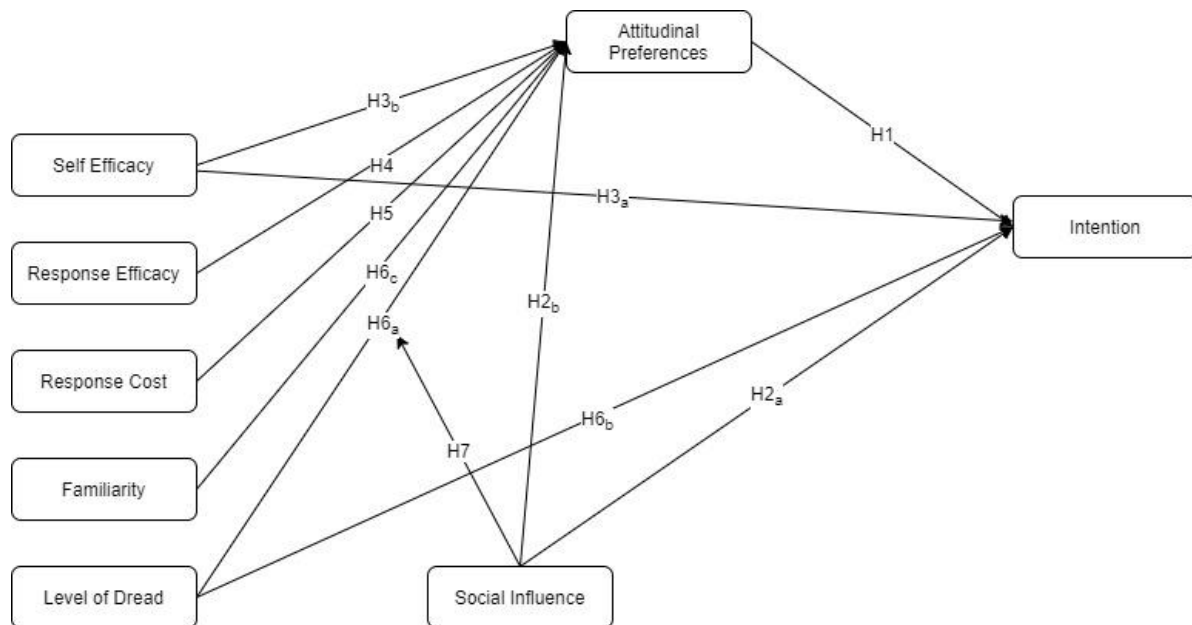 Attitudinal
Preferences
H3b
H1
Self Efficacy
H4
H3a
H5
Intention
Response Efficacy
H6c
H2b
H6a
Response Cost
H2a
H6b
H7
Familiarity
Level of Dread
Social Influence